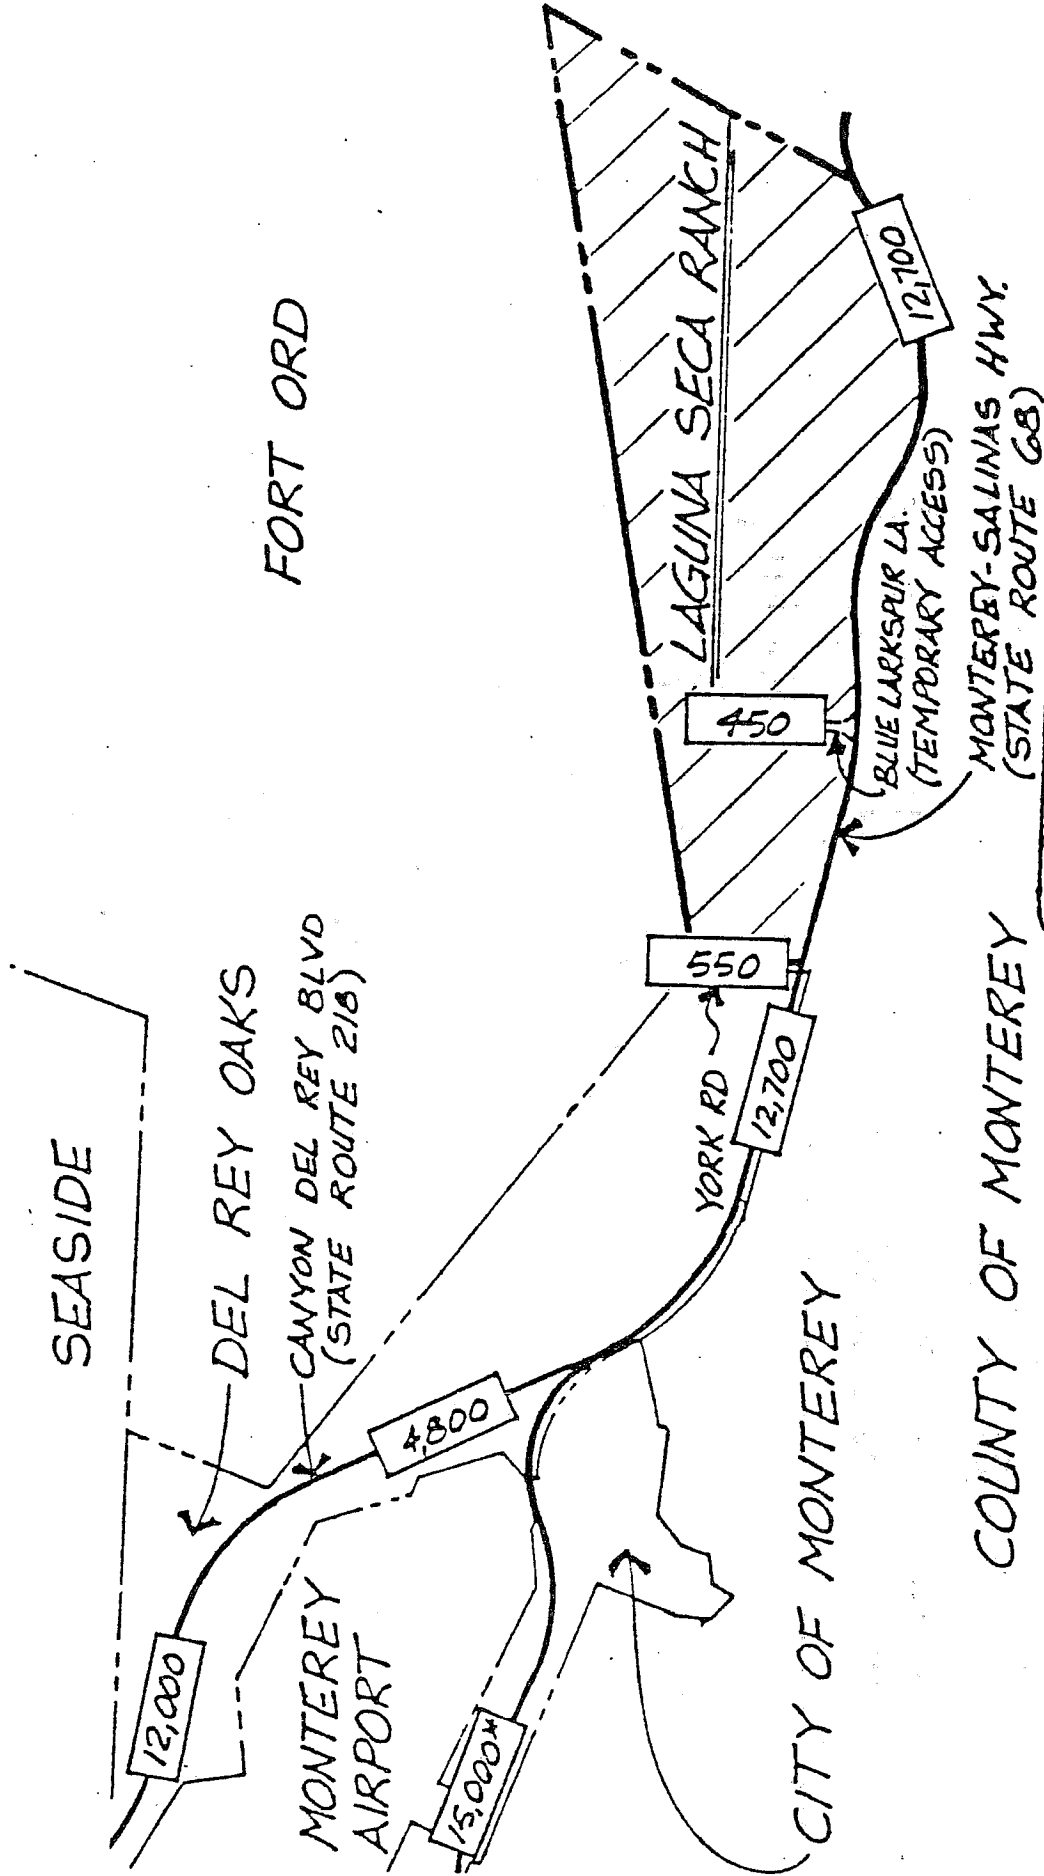 SEASIDE
FORT ORD
DEL REY OAKS
CANYON DEL REY BLVD
(STATE ROUTE 218)
12,000
4,800
MONTEREY
AIRPORT
15,000*
LAGUNA SECA RANCH
550
450
YORK RD
12,700
12,700
BLUE LARKSPUR LA.
(TEMPORARY ACCESS)
MONTEREY-SALINAS HWY.
(STATE ROUTE 68)
CITY OF MONTEREY
COUNTY OF MONTEREY